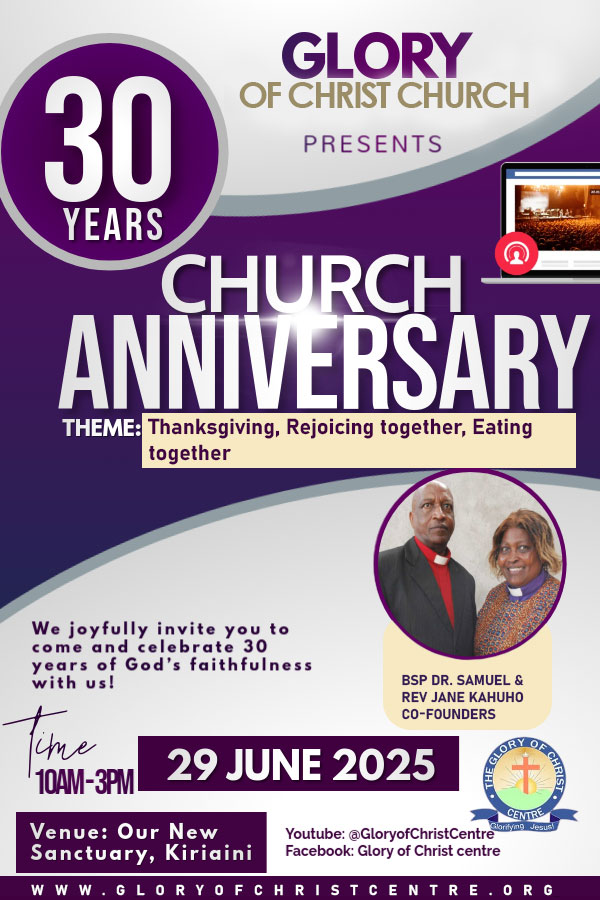 30
YEARS
GLORY
OF CHRIST CHURCH
PRESENTS
CHURCH
ANNIVERSARY
THEME: Thanksgiving, Rejoicing together, Eating
together
We joyfully invite you to
come and celebrate 30
years of God's faithfulness
with us!
BSP DR. SAMUEL &
REV JANE KAHUHO
CO-FOUNDERS
Time
10AM-3PM
29 JUNE 2025
THE GLORY OF CHRIST
CENTRE
Glorifying Jesus!
Venue: Our New
Sanctuary, Kiriaini
Youtube: @GloryofChristCentre
Facebook: Glory of Christ centre
WWW.GLORYOFCHRISTCENTRE.ORG